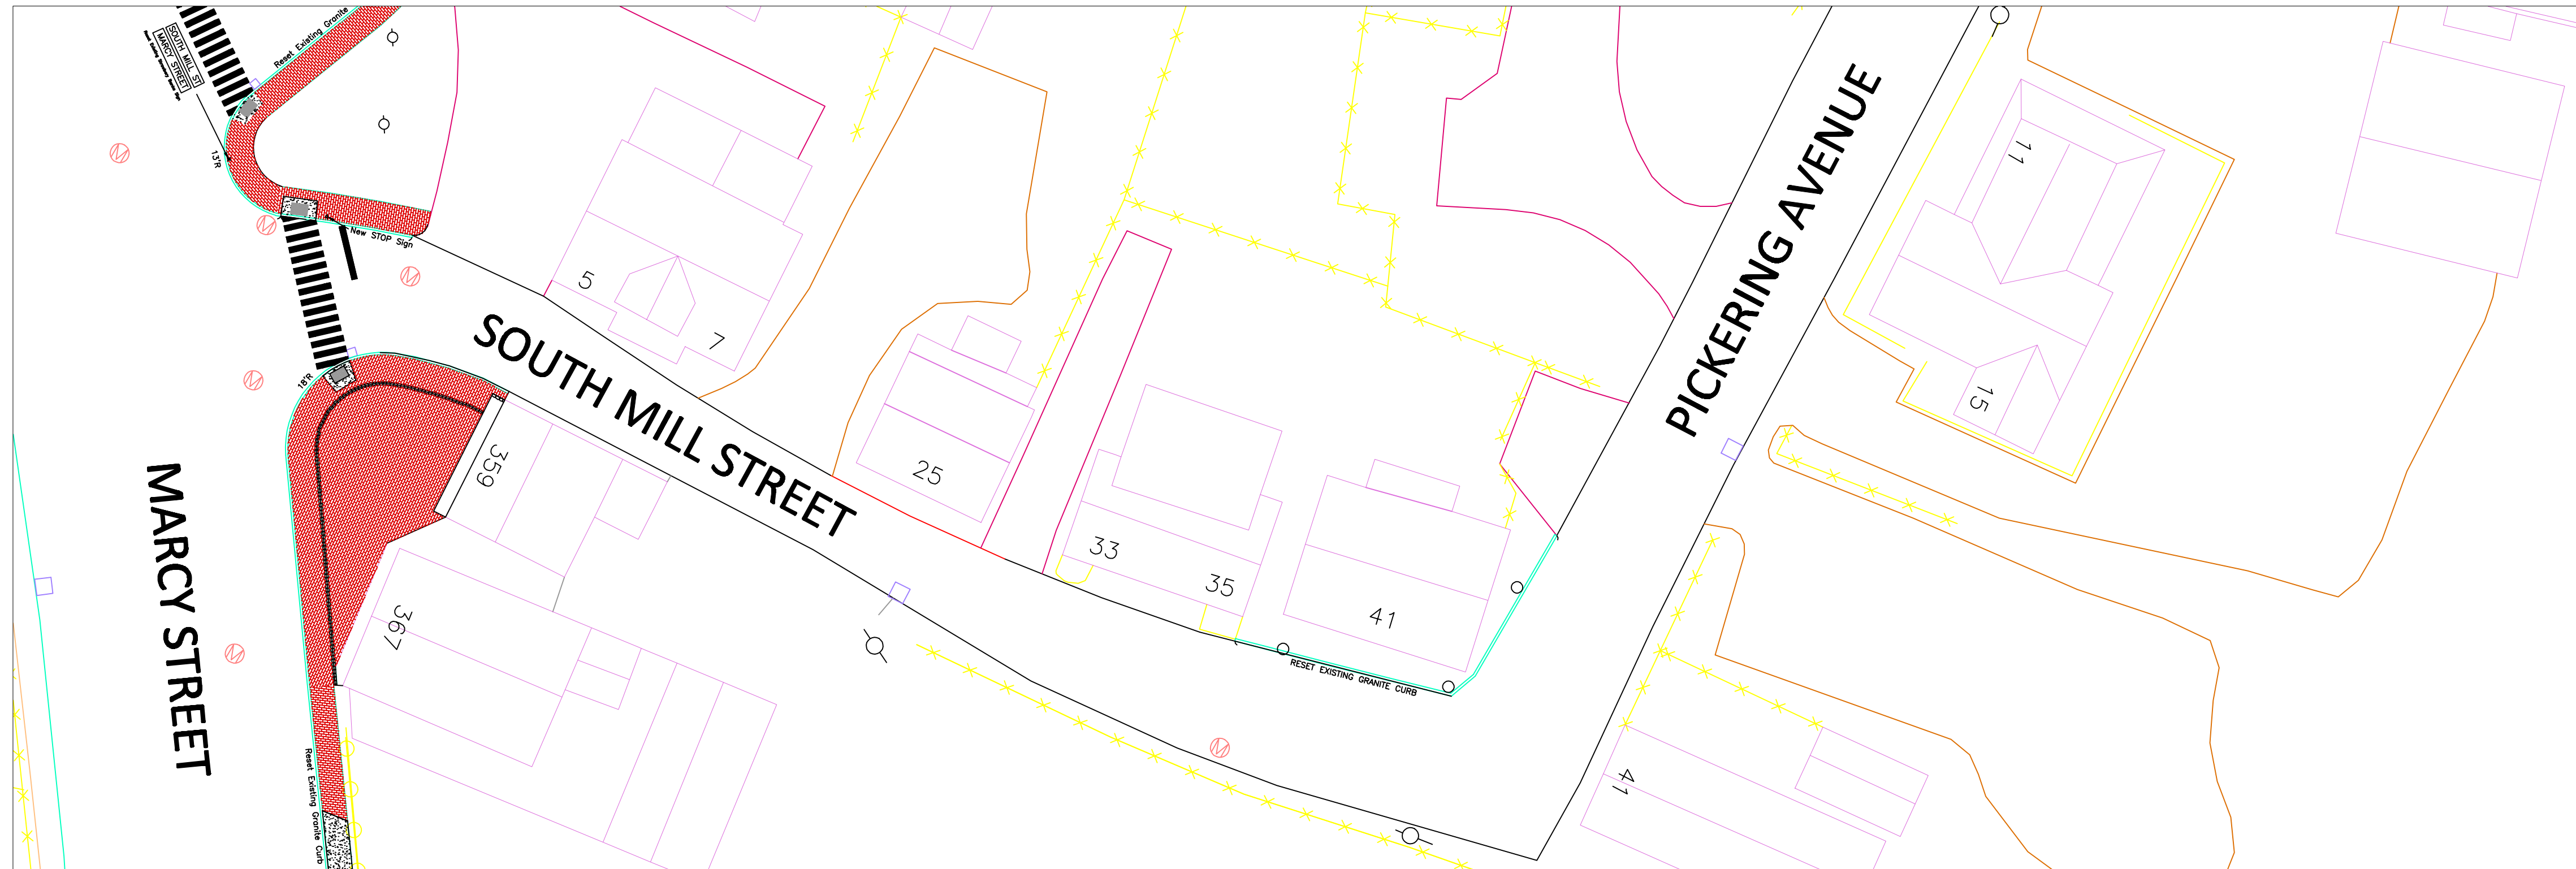 Reset Existing Granite
SOUTH MILL ST
MARCY STREET
13'R
New STOP Sign
18'R
5
7
SOUTH MILL STREET
PICKERING AVENUE
11
15
359
25
33
35
41
RESET EXISTING GRANITE CURB
MARCY STREET
367
Reset Existing Granite Curb
41